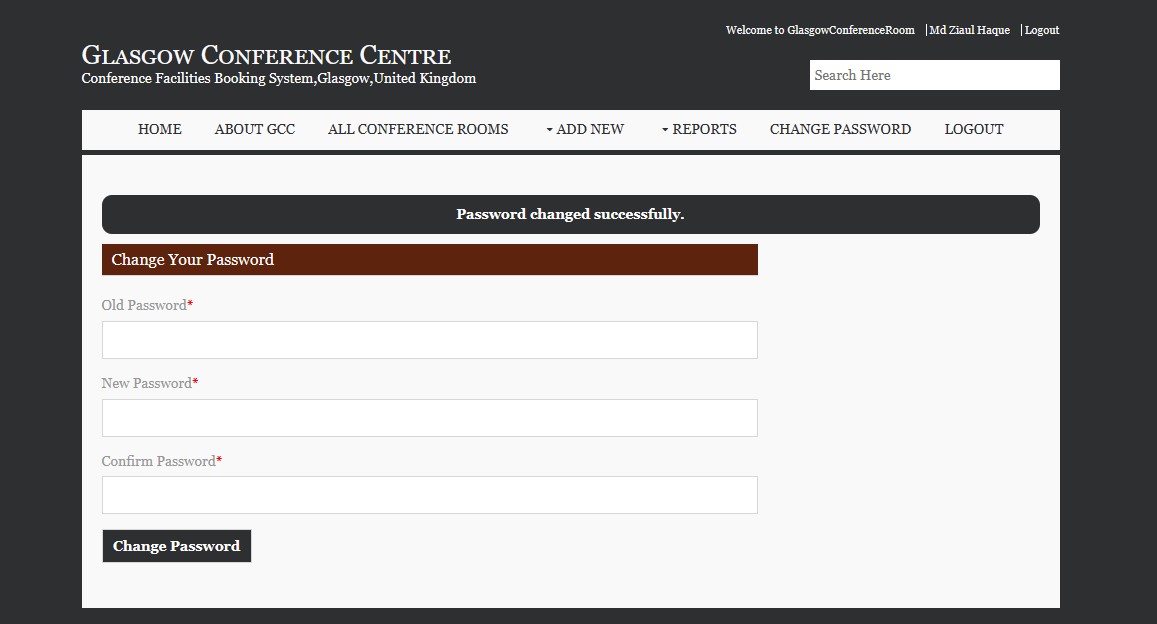 Welcome to GlasgowConferenceRoom | Md Ziaul Haque | Logout
Glasgow Conference Centre
Conference Facilities Booking System,Glasgow,United Kingdom
Search Here
HOME ABOUT GCC ALL CONFERENCE ROOMS ADD NEW REPORTS CHANGE PASSWORD LOGOUT
Password changed successfully.
Change Your Password
Old Password*
New Password*
Confirm Password*
Change Password